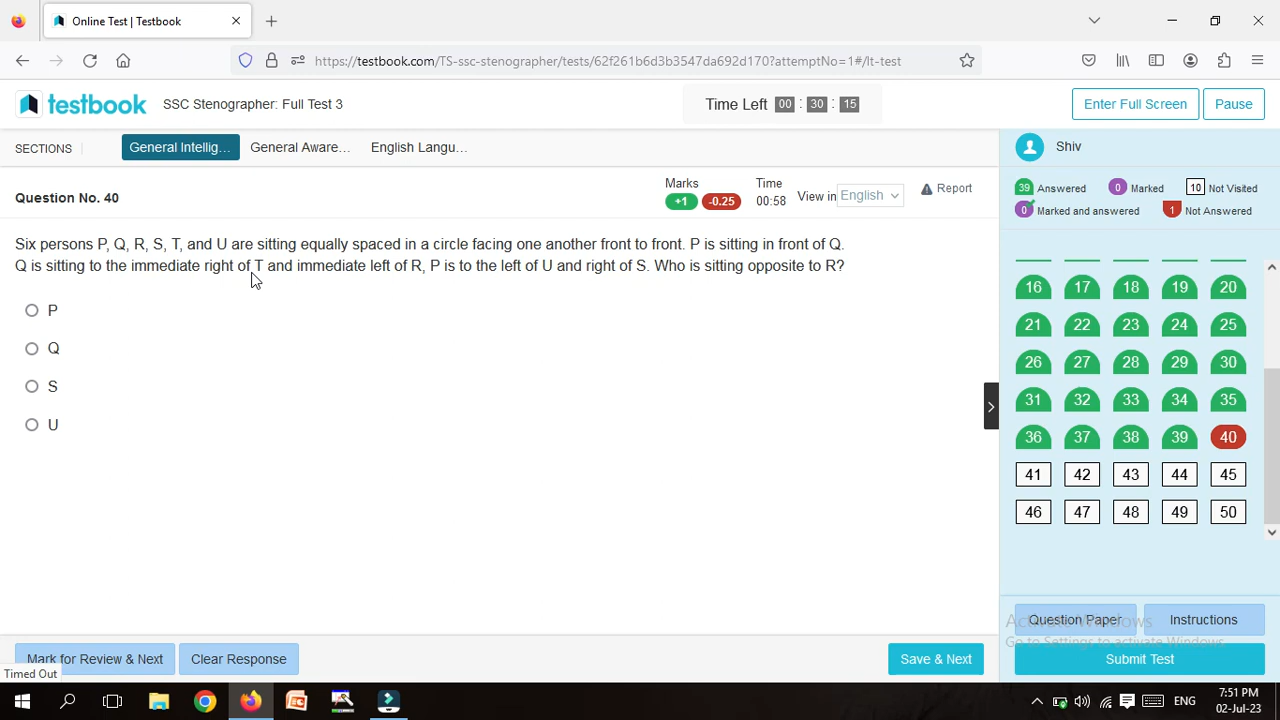 Online Test | Testbook
https://testbook.com/TS-ssc-stenographer/tests/62f261b6d3b3547da692d170?attemptNo=1#/lt-test
testbook
SSC Stenographer: Full Test 3
Time Left 00 : 30 : 15
Enter Full Screen
Pause
SECTIONS
General Intellig...
General Aware...
English Langu...
Shiv
Question No. 40
Marks
+1 -0.25
Time
00:58
View in English
Report
39 Answered
0 Marked
10 Not Visited
0 Marked and answered
1 Not Answered
Six persons P, Q, R, S, T, and U are sitting equally spaced in a circle facing one another front to front. P is sitting in front of Q.
Q is sitting to the immediate right of T and immediate left of R, P is to the left of U and right of S. Who is sitting opposite to R?
P
Q
S
U
16 17 18 19 20
21 22 23 24 25
26 27 28 29 30
31 32 33 34 35
36 37 38 39 40
41 42 43 44 45
46 47 48 49 50
Activate Windows
Go to Settings to activate Windows.
Question Paper
Instructions
Mark for Review & Next
Clear Response
Save & Next
Submit Test
Timed Out
ENG
7:51 PM
02-Jul-23